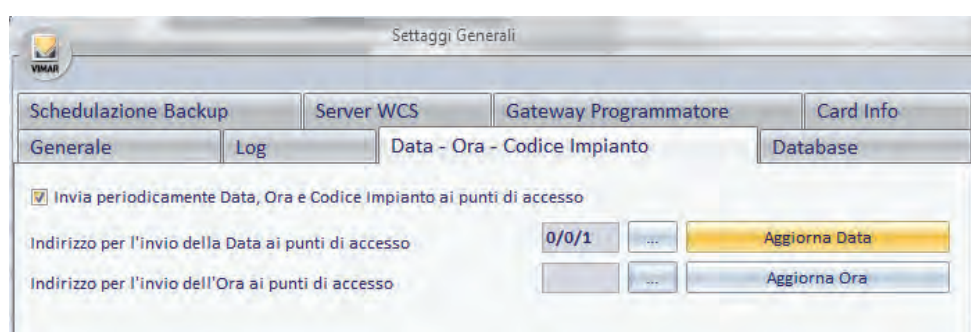 Settaggi Generali
VIMAR
Schedulazione Backup Server WCS Gateway Programmatore Card Info
Generale Log Data - Ora - Codice Impianto Database
Invia periodicamente Data, Ora e Codice Impianto ai punti di accesso
Indirizzo per l'invio della Data ai punti di accesso 0/0/1 ... Aggiorna Data
Indirizzo per l'invio dell'Ora ai punti di accesso ... Aggiorna Ora